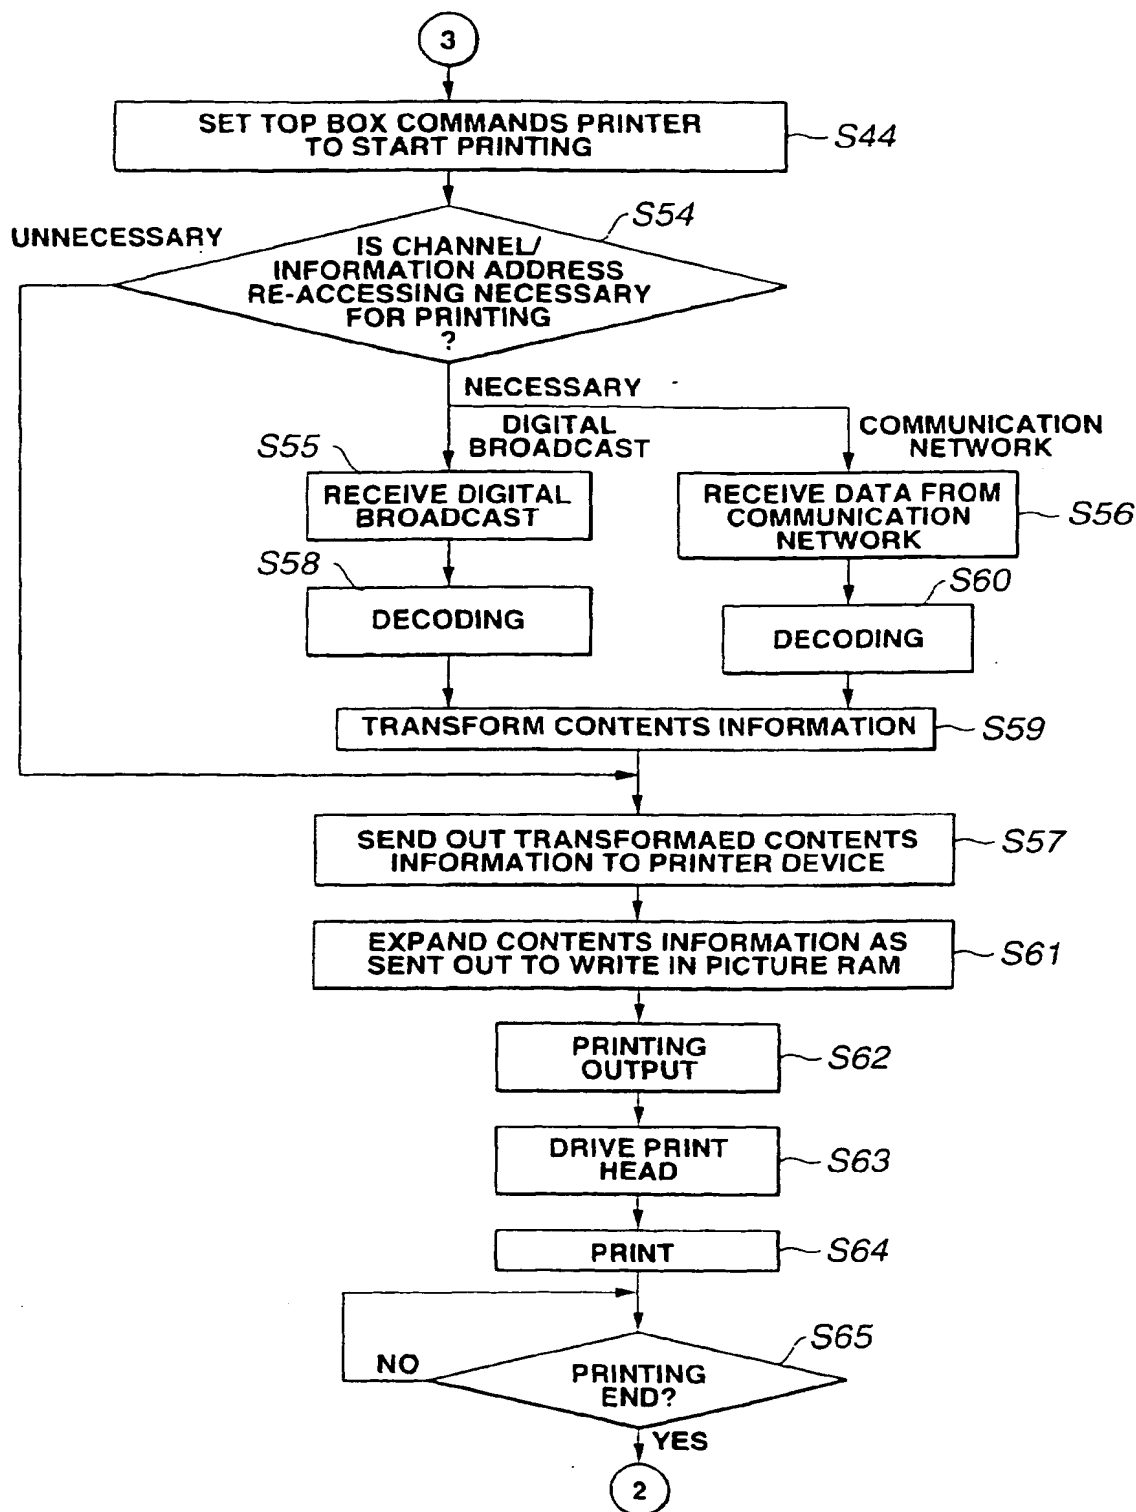 3
SET TOP BOX COMMANDS PRINTER
TO START PRINTING
S44
S54
UNNECESSARY
IS CHANNEL/
INFORMATION ADDRESS
RE-ACCESSING NECESSARY
FOR PRINTING
?
NECESSARY
DIGITAL
BROADCAST
COMMUNICATION
NETWORK
S55
RECEIVE DIGITAL
BROADCAST
RECEIVE DATA FROM
COMMUNICATION
NETWORK
S56
S58
DECODING
S60
DECODING
TRANSFORM CONTENTS INFORMATION
S59
SEND OUT TRANSFORMAED CONTENTS
INFORMATION TO PRINTER DEVICE
S57
EXPAND CONTENTS INFORMATION AS
SENT OUT TO WRITE IN PICTURE RAM
S61
PRINTING
OUTPUT
S62
DRIVE PRINT
HEAD
S63
PRINT
S64
S65
NO
PRINTING
END?
YES
2